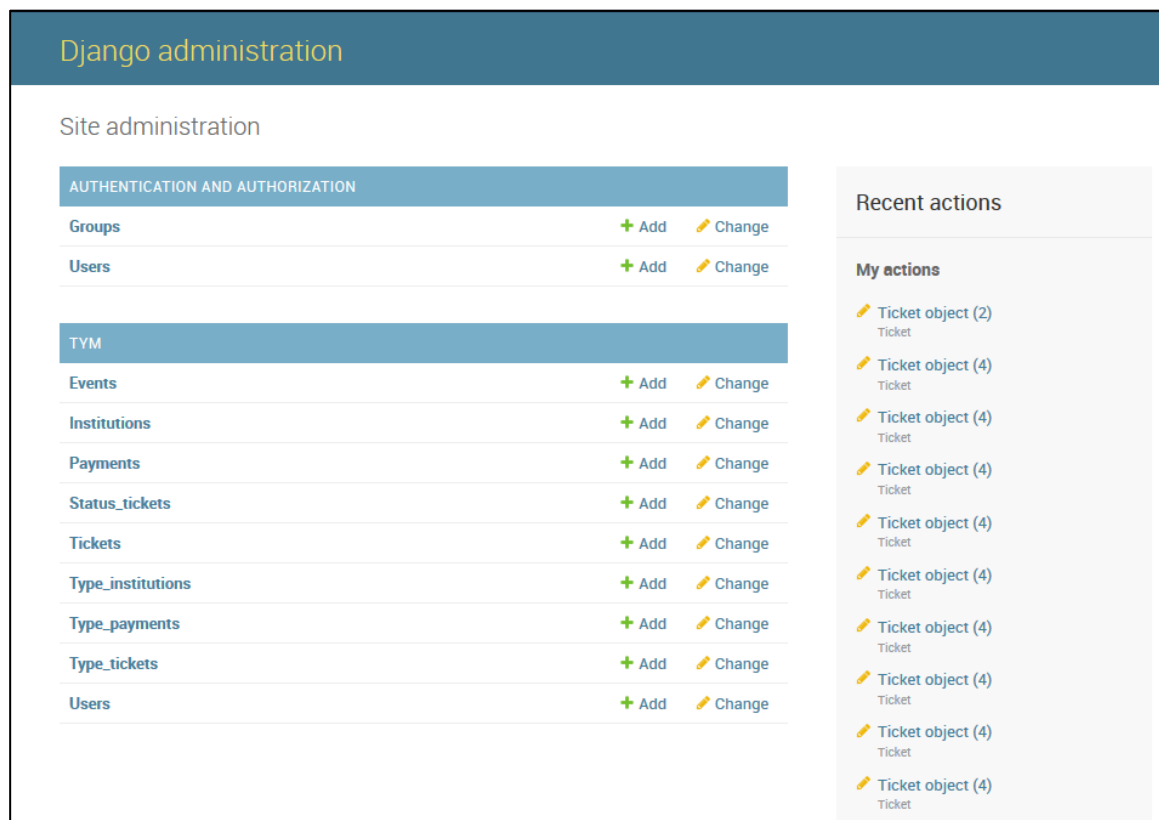 Django administration
Site administration
AUTHENTICATION AND AUTHORIZATION
Groups Add Change
Users Add Change
TYM
Events Add Change
Institutions Add Change
Payments Add Change
Status_tickets Add Change
Tickets Add Change
Type_institutions Add Change
Type_payments Add Change
Type_tickets Add Change
Users Add Change
Recent actions
My actions
Ticket object (2)
Ticket
Ticket object (4)
Ticket
Ticket object (4)
Ticket
Ticket object (4)
Ticket
Ticket object (4)
Ticket
Ticket object (4)
Ticket
Ticket object (4)
Ticket
Ticket object (4)
Ticket
Ticket object (4)
Ticket
Ticket object (4)
Ticket